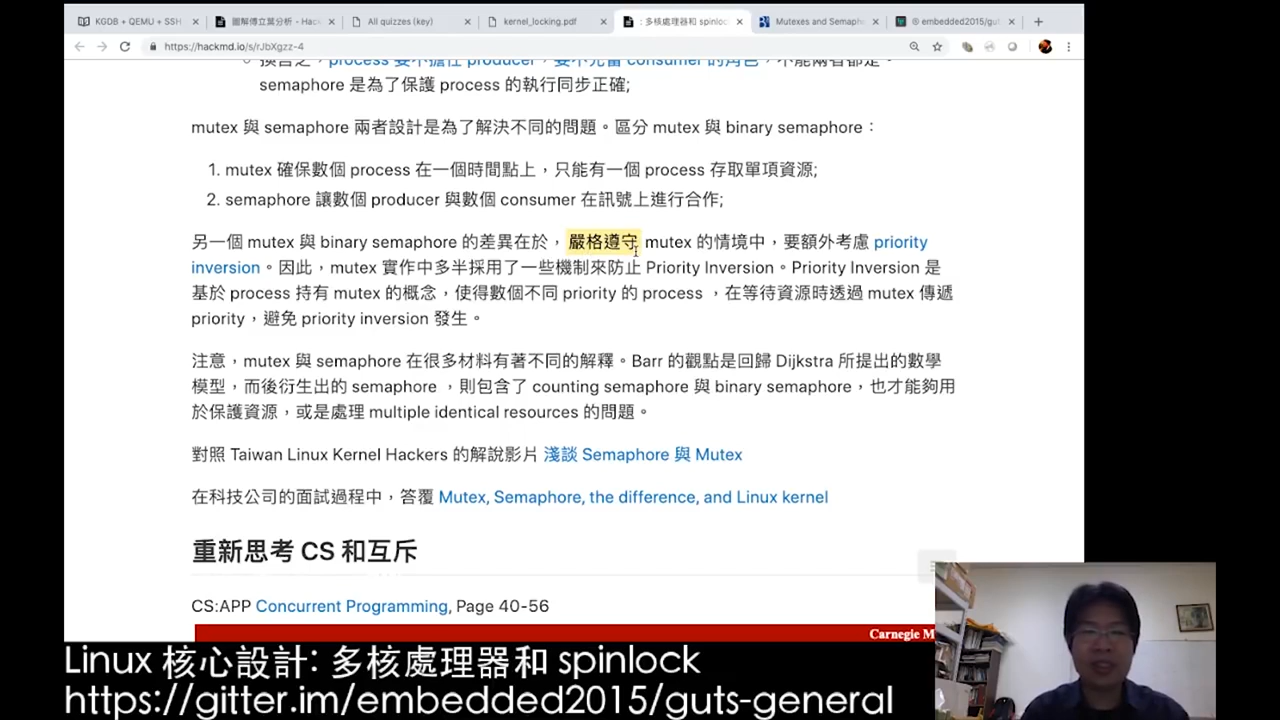 KGDB + QEMU + SSH
圖解傅立葉分析 - Hac
All quizzes (key)
kernel_locking.pdf
: 多核處理器和 spinloc
Mutexes and Semaph
embedded2015/gut
https://hackmd.io/s/rJbXgzz-4
換言之，process 要不擔任 producer，要不充當 consumer 的角色，不能兩者都是。
semaphore 是為了保護 process 的執行同步正確;
mutex 與 semaphore 兩者設計是為了解決不同的問題。區分 mutex 與 binary semaphore：
1. mutex 確保數個 process 在一個時間點上，只能有一個 process 存取單項資源;
2. semaphore 讓數個 producer 與數個 consumer 在訊號上進行合作;
另一個 mutex 與 binary semaphore 的差異在於，嚴格遵守 mutex 的情境中，要額外考慮 priority
inversion。因此，mutex 實作中多半採用了一些機制來防止 Priority Inversion。Priority Inversion 是
基於 process 持有 mutex 的概念，使得數個不同 priority 的 process ，在等待資源時透過 mutex 傳遞
priority，避免 priority inversion 發生。
注意，mutex 與 semaphore 在很多材料有著不同的解釋。Barr 的觀點是回歸 Dijkstra 所提出的數學
模型，而後衍生出的 semaphore ，則包含了 counting semaphore 與 binary semaphore，也才能夠用
於保護資源，或是處理 multiple identical resources 的問題。
對照 Taiwan Linux Kernel Hackers 的解說影片 淺談 Semaphore 與 Mutex
在科技公司的面試過程中，答覆 Mutex, Semaphore, the difference, and Linux kernel
重新思考 CS 和互斥
CS:APP Concurrent Programming, Page 40-56
Carnegie M
Linux 核心設計: 多核處理器和 spinlock
https://gitter.im/embedded2015/guts-general